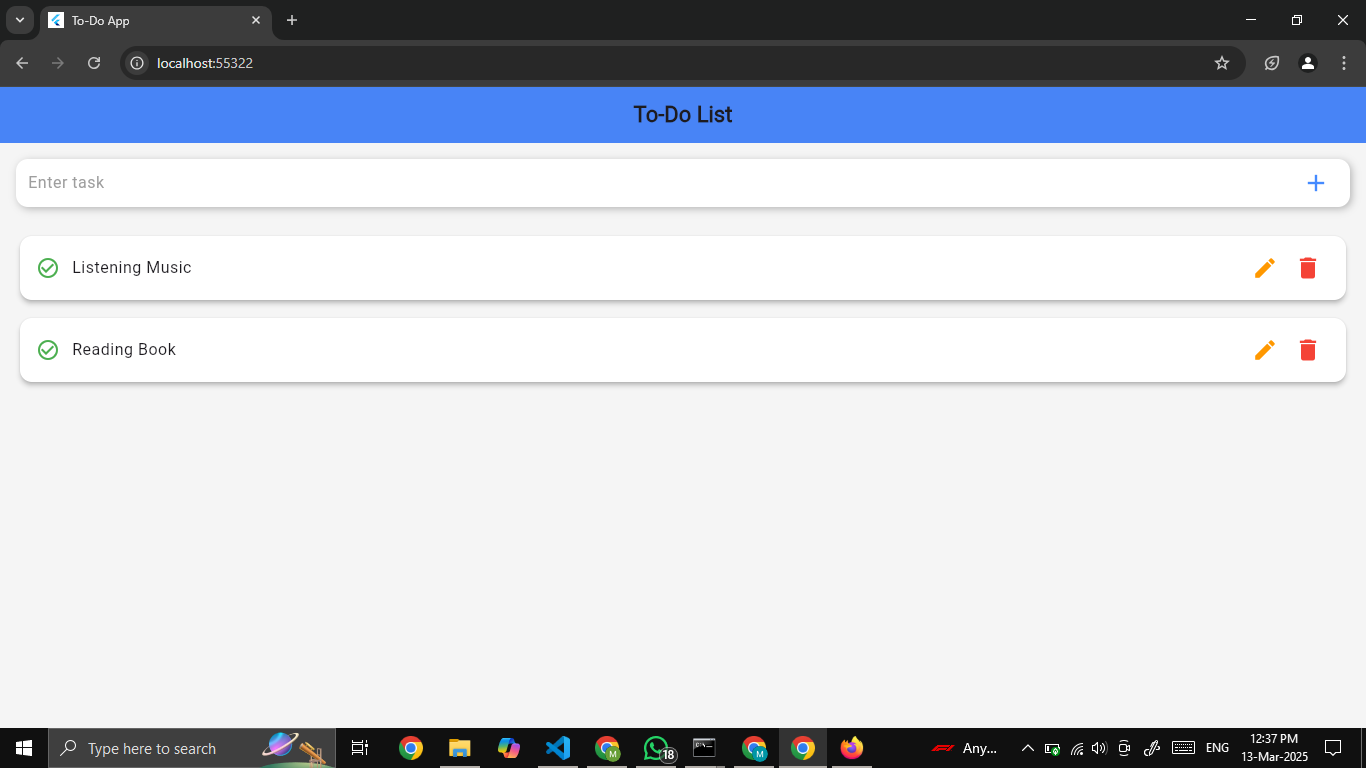 To-Do App
localhost:55322
To-Do List
Enter task
Listening Music
Reading Book
Type here to search
18
M
M
Any...
ENG
12:37 PM
13-Mar-2025